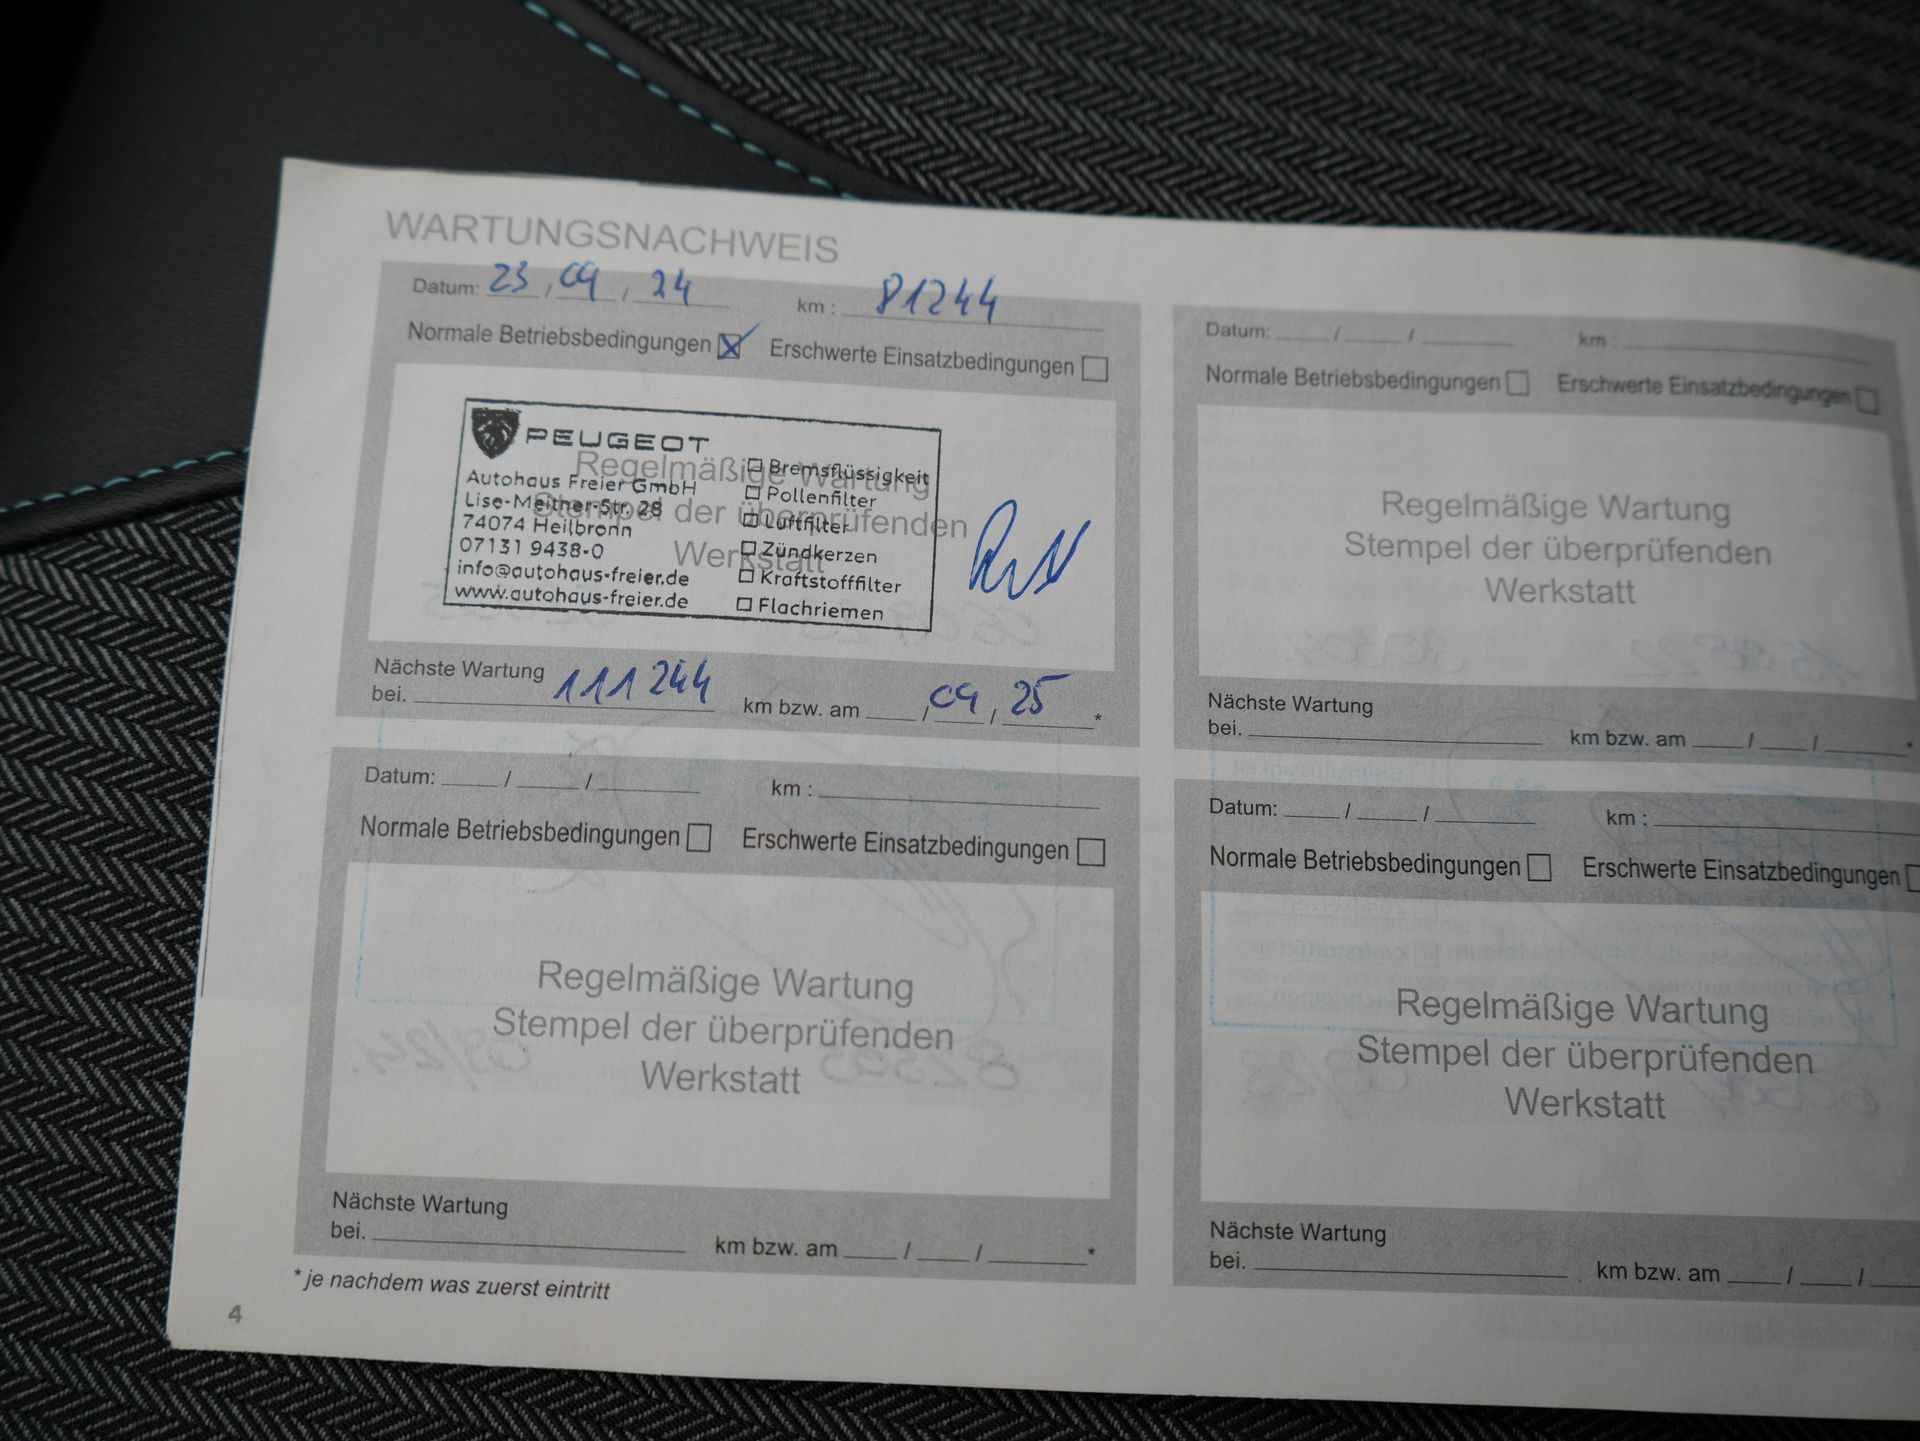 WARTUNGSNACHWEIS
Datum: 23 / 09 / 24 km : 81244
Normale Betriebsbedingungen Erschwerte Einsatzbedingungen
PEUGEOT
Autohaus Freier GmbH
Lise-Meitner-Str. 28
74074 Heilbronn
07131 9438-0
info@autohaus-freier.de
www.autohaus-freier.de
Bremsflüssigkeit
Pollenfilter
Luftfilter
Zündkerzen
Kraftstofffilter
Flachriemen
Regelmäßige Wartung
Stempel der überprüfenden
Werkstatt
Nächste Wartung
bei. 111 244 km bzw. am / 09 / 25 *
Datum: / / km :
Normale Betriebsbedingungen Erschwerte Einsatzbedingungen
Regelmäßige Wartung
Stempel der überprüfenden
Werkstatt
Nächste Wartung
bei. km bzw. am / / *
Datum: / / km :
Normale Betriebsbedingungen Erschwerte Einsatzbedingungen
Regelmäßige Wartung
Stempel der überprüfenden
Werkstatt
Nächste Wartung
bei. km bzw. am / / *
Datum: / / km :
Normale Betriebsbedingungen Erschwerte Einsatzbedingungen
Regelmäßige Wartung
Stempel der überprüfenden
Werkstatt
Nächste Wartung
bei. km bzw. am / /
* je nachdem was zuerst eintritt
4